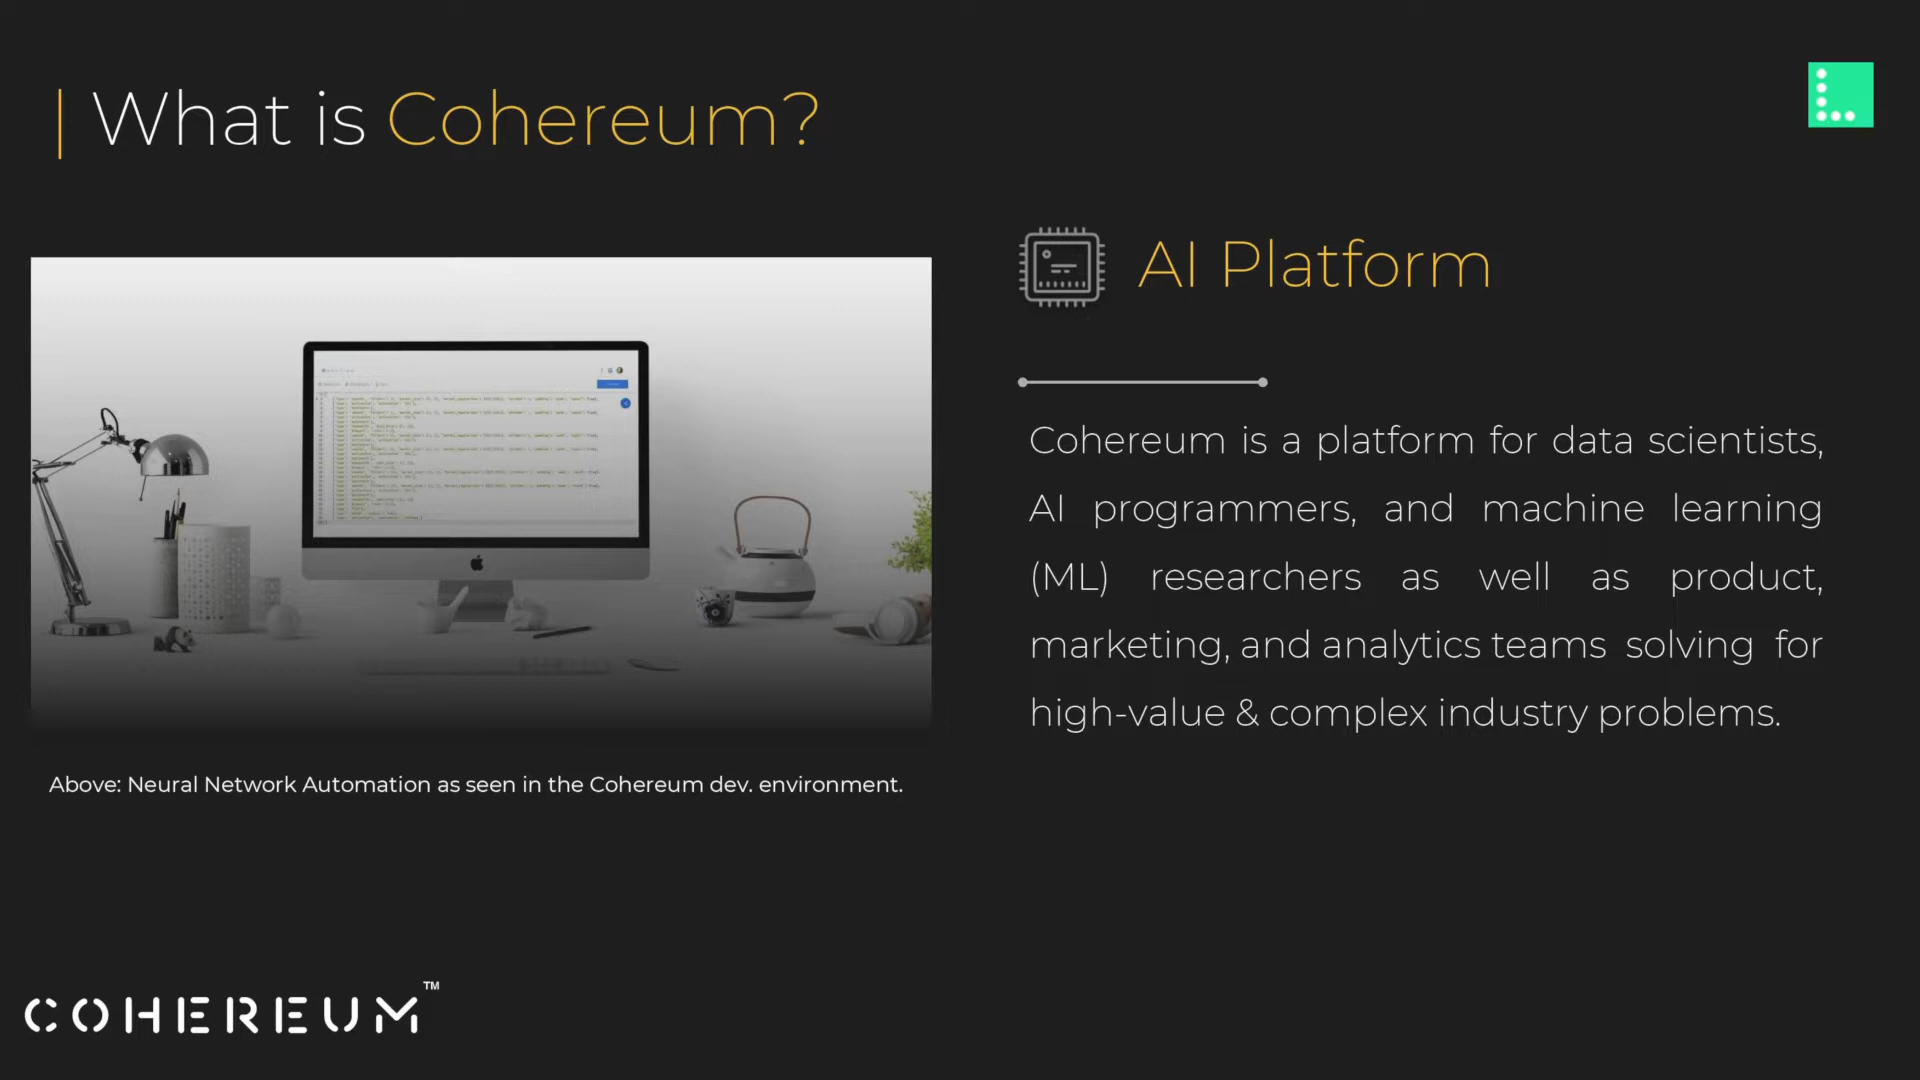 What is Cohereum?
AI Platform
Cohereum is a platform for data scientists,
AI programmers, and machine learning
(ML) researchers as well as product,
marketing, and analytics teams solving for
high-value & complex industry problems.
Above: Neural Network Automation as seen in the Cohereum dev. environment.
COHEREUM™